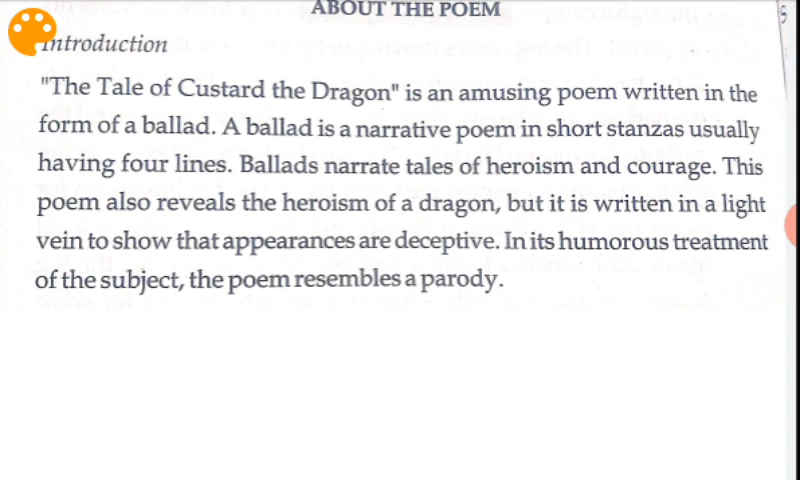 ABOUT THE POEM
Introduction
"The Tale of Custard the Dragon" is an amusing poem written in the
form of a ballad. A ballad is a narrative poem in short stanzas usually
having four lines. Ballads narrate tales of heroism and courage. This
poem also reveals the heroism of a dragon, but it is written in a light
vein to show that appearances are deceptive. In its humorous treatment
of the subject, the poem resembles a parody.